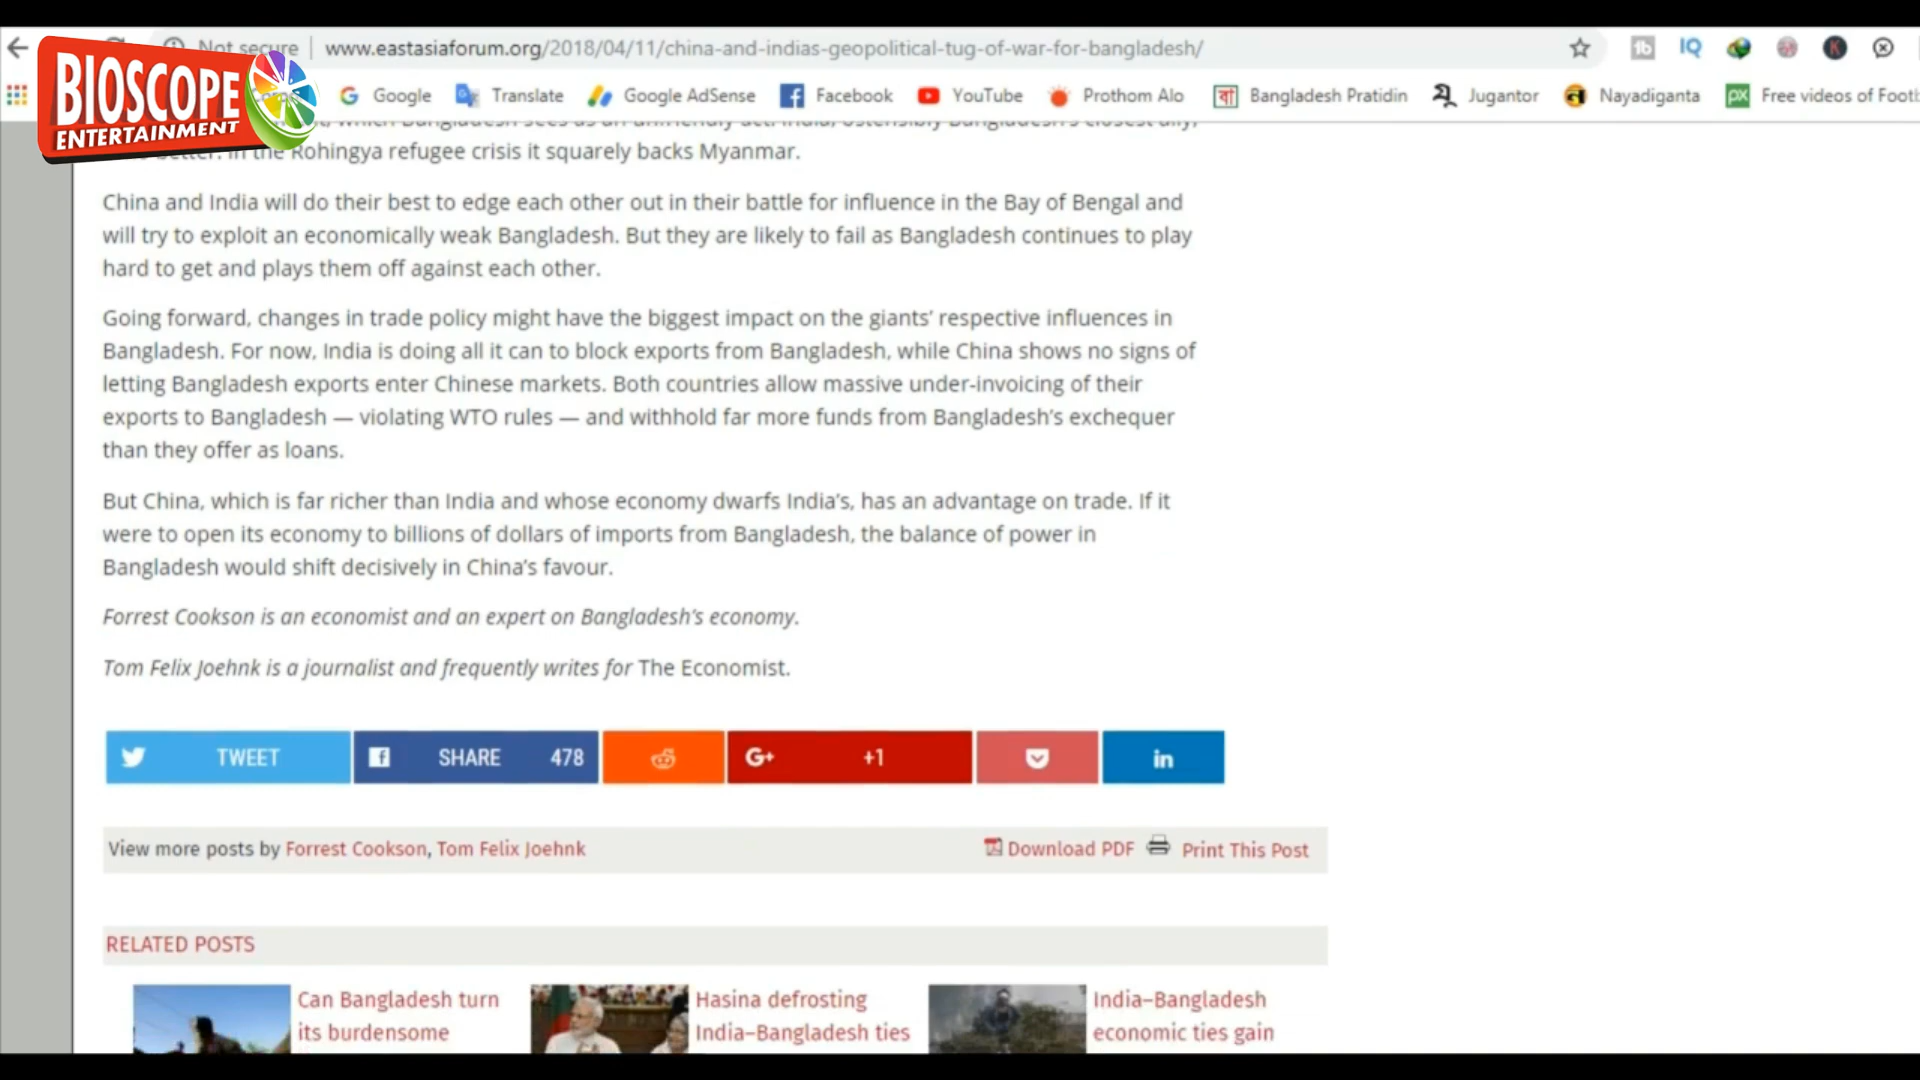 BIOSCOPE
ENTERTAINMENT
Not secure
www.eastasiaforum.org/2018/04/11/china-and-indias-geopolitical-tug-of-war-for-bangladesh/
Google Translate Google AdSense Facebook YouTube Prothom Alo Bangladesh Pratidin Jugantor Nayadiganta Free videos of
which Bangladesh sees as an unfriendly act. India, ostensibly Bangladesh's closest ally,
better. In the Rohingya refugee crisis it squarely backs Myanmar.
China and India will do their best to edge each other out in their battle for influence in the Bay of Bengal and
will try to exploit an economically weak Bangladesh. But they are likely to fail as Bangladesh continues to play
hard to get and plays them off against each other.
Going forward, changes in trade policy might have the biggest impact on the giants' respective influences in
Bangladesh. For now, India is doing all it can to block exports from Bangladesh, while China shows no signs of
letting Bangladesh exports enter Chinese markets. Both countries allow massive under-invoicing of their
exports to Bangladesh — violating WTO rules — and withhold far more funds from Bangladesh's exchequer
than they offer as loans.
But China, which is far richer than India and whose economy dwarfs India's, has an advantage on trade. If it
were to open its economy to billions of dollars of imports from Bangladesh, the balance of power in
Bangladesh would shift decisively in China's favour.
Forrest Cookson is an economist and an expert on Bangladesh's economy.
Tom Felix Joehnk is a journalist and frequently writes for The Economist.
TWEET SHARE 478 G+ +1 in
View more posts by Forrest Cookson, Tom Felix Joehnk Download PDF Print This Post
RELATED POSTS
Can Bangladesh turn
its burdensome
Hasina defrosting
India–Bangladesh ties
India–Bangladesh
economic ties gain